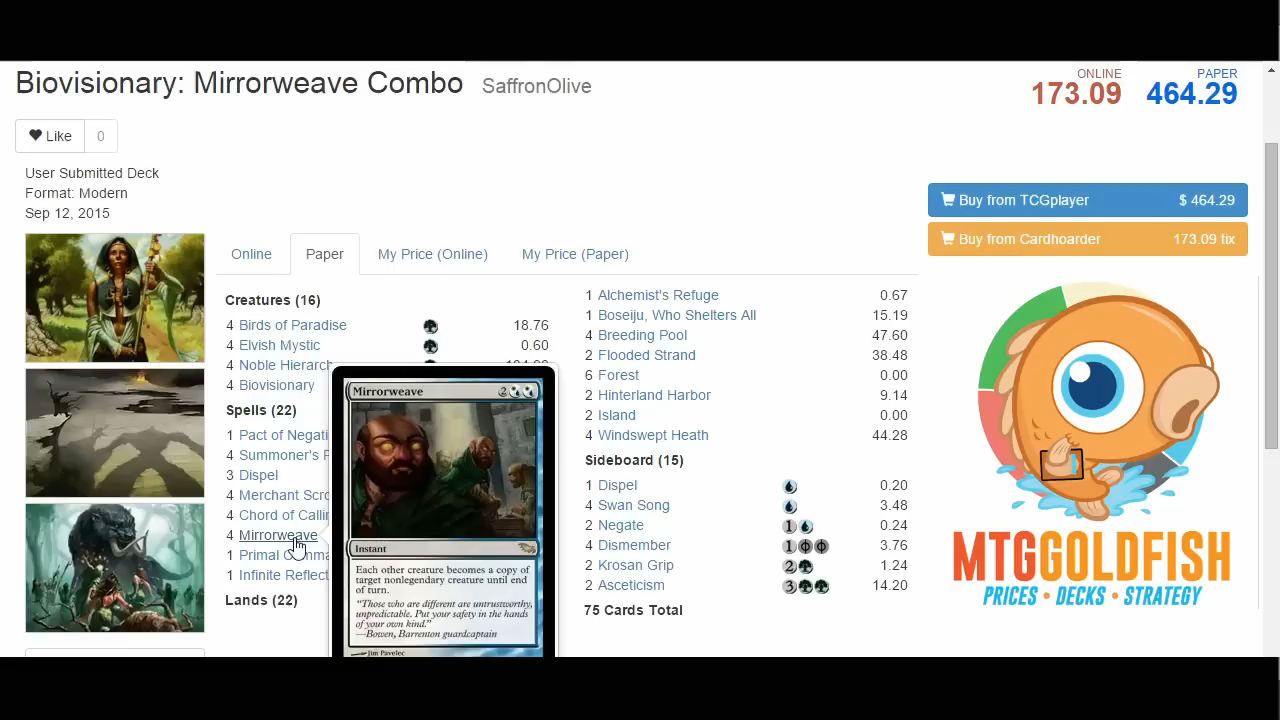 Biovisionary: Mirrorweave Combo SaffronOlive
ONLINE PAPER
173.09 464.29
Like 0
User Submitted Deck
Format: Modern
Sep 12, 2015
Buy from TCGplayer $ 464.29
Buy from Cardhoarder 173.09 tix
Online Paper My Price (Online) My Price (Paper)
Creatures (16)
4 Birds of Paradise 18.76
4 Elvish Mystic 0.60
4 Noble Hierarch
4 Biovisionary
Spells (22)
1 Pact of Negati
4 Summoner's P
3 Dispel
4 Merchant Scro
4 Chord of Callin
4 Mirrorweave
1 Primal Comma
1 Infinite Reflect
Lands (22)
Mirrorweave 2
Instant
Each other creature becomes a copy of
target nonlegendary creature until end
of turn.
"Those who are different are untrustworthy,
unpredictable. Put your safety in the hands
of your own kind."
—Bowen, Barrenton guardcaptain
Jim Pavelec
1 Alchemist's Refuge 0.67
1 Boseiju, Who Shelters All 15.19
4 Breeding Pool 47.60
2 Flooded Strand 38.48
6 Forest 0.00
2 Hinterland Harbor 9.14
2 Island 0.00
4 Windswept Heath 44.28
Sideboard (15)
1 Dispel 0.20
4 Swan Song 3.48
2 Negate 1 0.24
4 Dismember 1 3.76
2 Krosan Grip 2 1.24
2 Asceticism 3 14.20
75 Cards Total
MTGGOLDFISH
PRICES • DECKS • STRATEGY